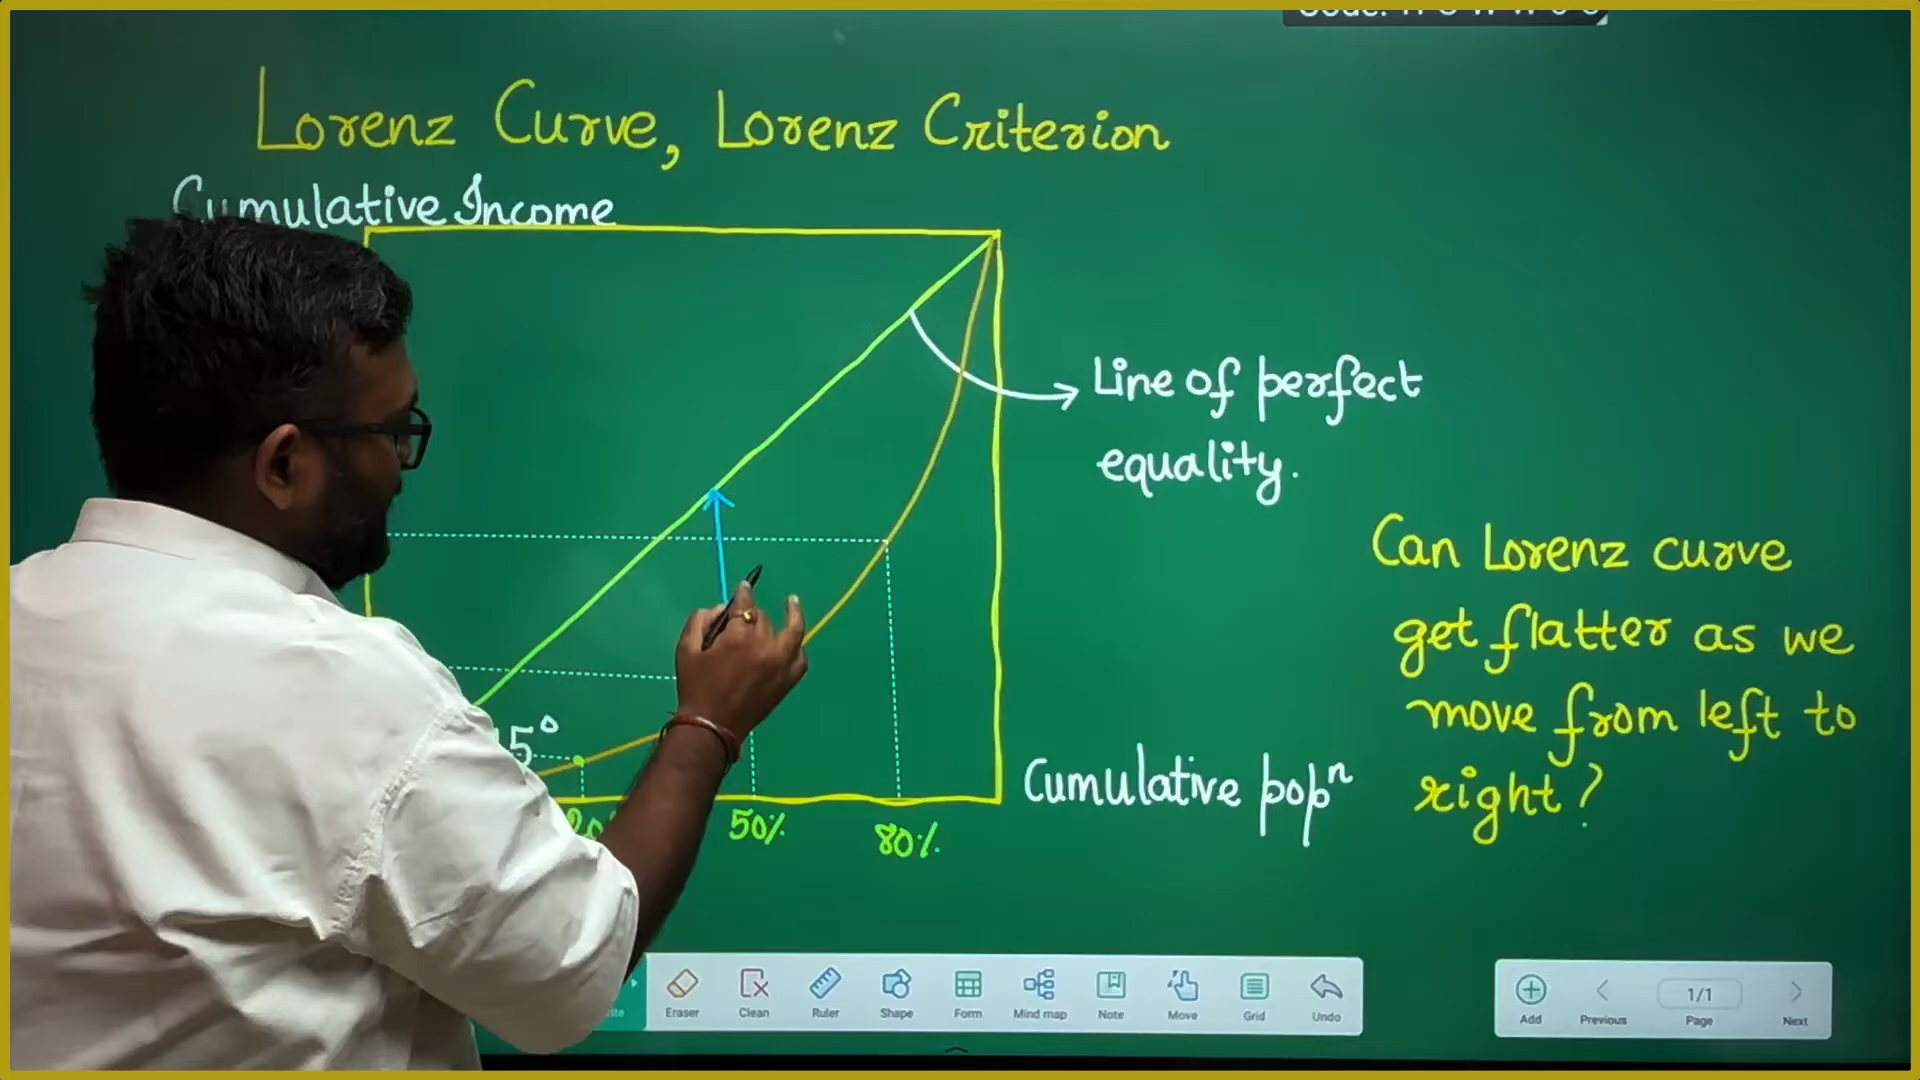 Lorenz Curve, Lorenz Criterion
Cumulative Income
Line of perfect
equality.
Can Lorenz curve
get flatter as we
move from left to
right?
5°
Cumulative popⁿ
50%
80%
Eraser
Clean
Ruler
Shape
Form
Mind map
Note
Move
Grid
Undo
Add
Previous
1/1
Page
Next